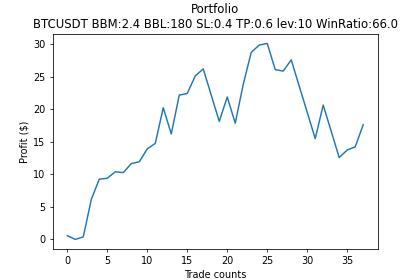 Portfolio
BTCUSDT BBM:2.4 BBL:180 SL:0.4 TP:0.6 lev:10 WinRatio:66.0
30
25
20
15
10
5
0
Profit ($)
0 5 10 15 20 25 30 35
Trade counts